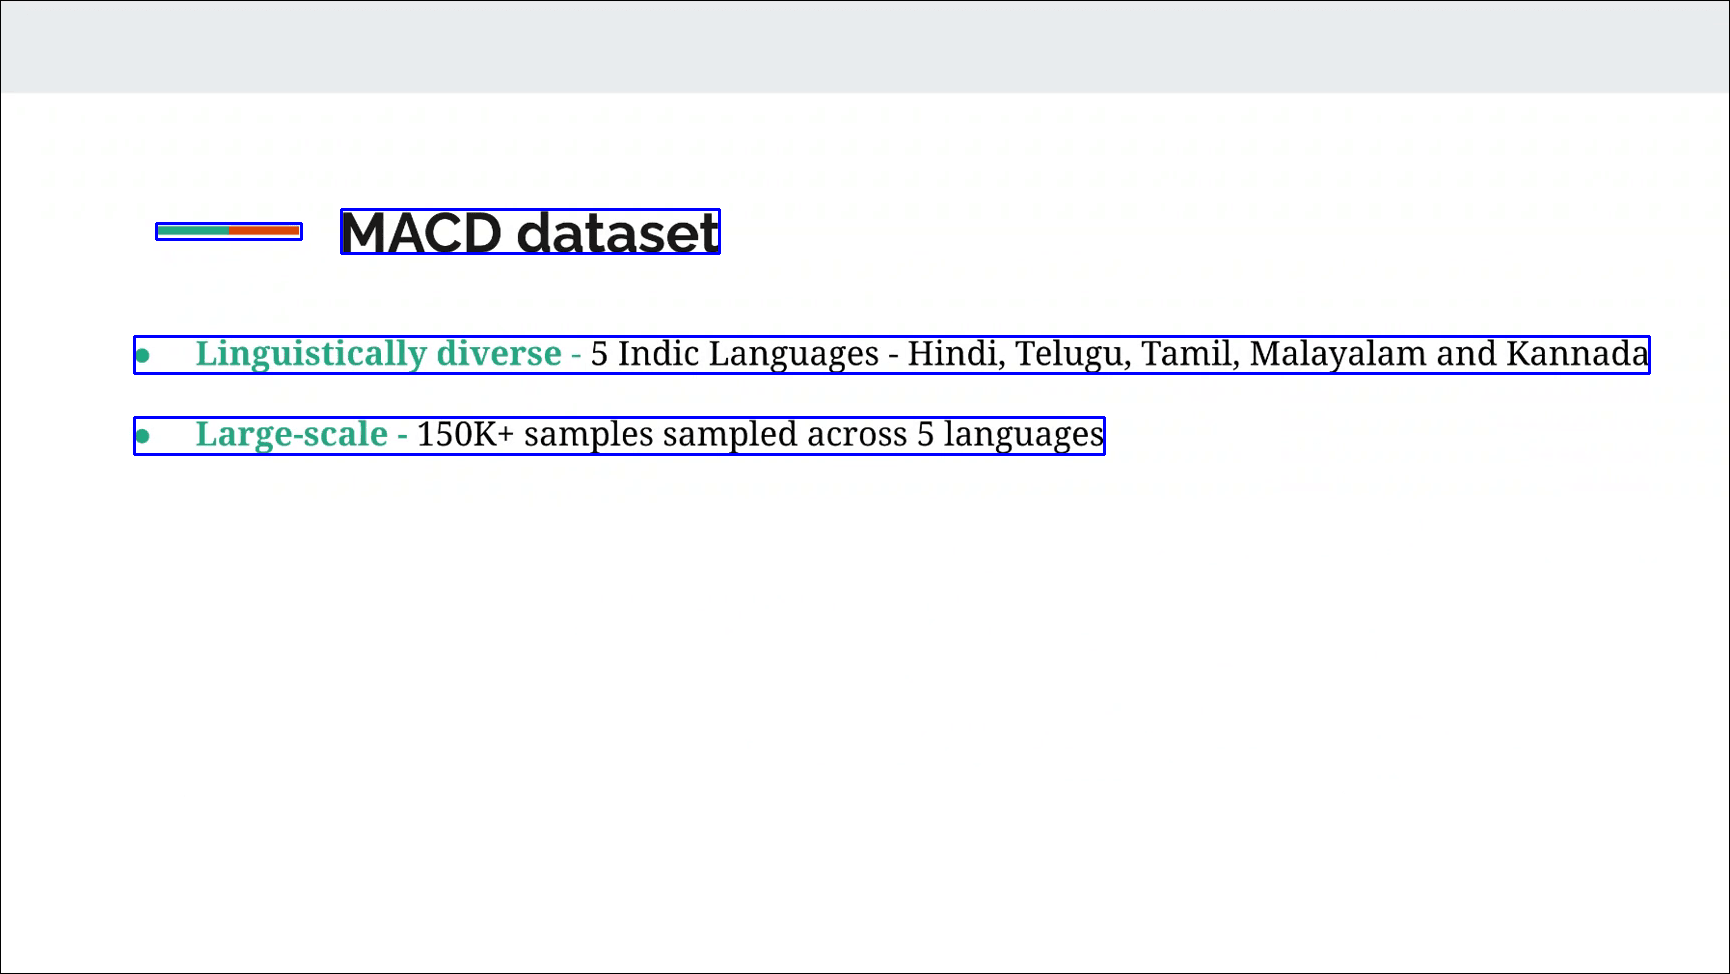 MACD dataset
● Linguistically diverse - 5 Indic Languages - Hindi, Telugu, Tamil, Malayalam and Kannada
● Large-scale - 150K+ samples sampled across 5 languages